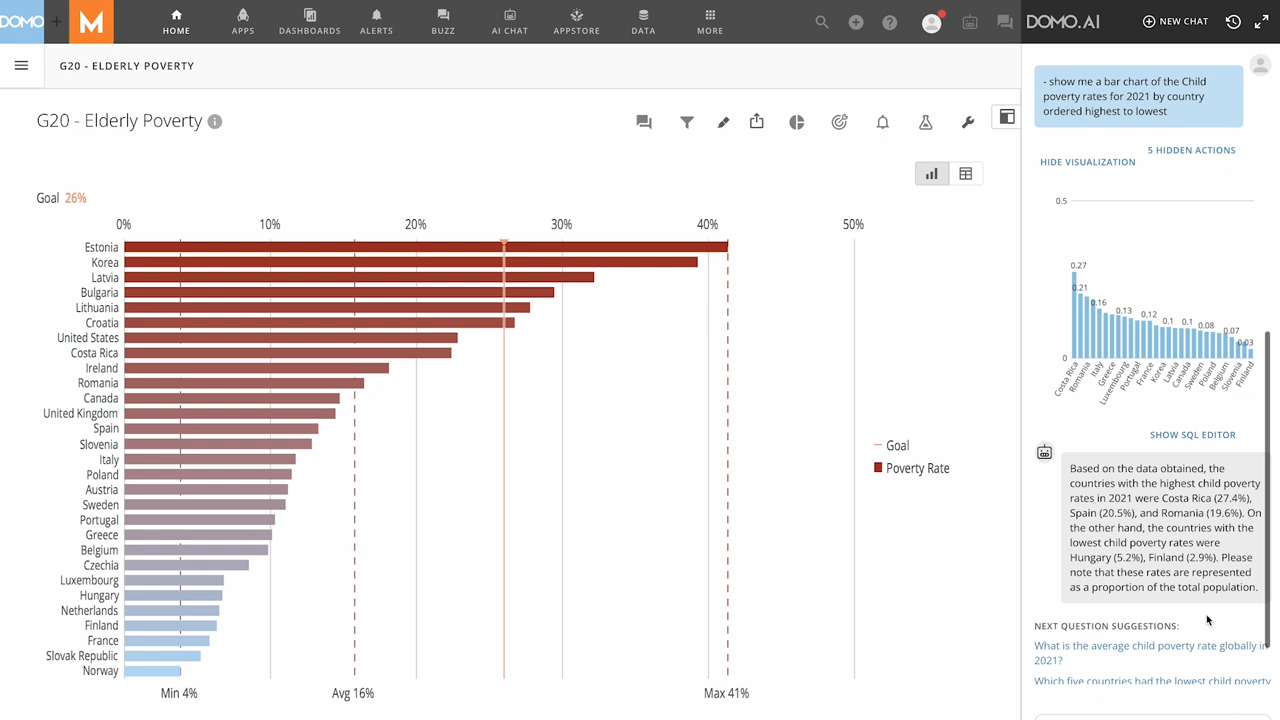 DOMO
M
HOME
APPS
DASHBOARDS
ALERTS
BUZZ
AI CHAT
APPSTORE
DATA
MORE
DOMO.AI
NEW CHAT
G20 - ELDERLY POVERTY
G20 - Elderly Poverty
Goal 26%
0%
10%
20%
30%
40%
50%
Estonia
Korea
Latvia
Bulgaria
Lithuania
Croatia
United States
Costa Rica
Ireland
Romania
Canada
United Kingdom
Spain
Slovenia
Italy
Poland
Austria
Sweden
Portugal
Greece
Belgium
Czechia
Luxembourg
Hungary
Netherlands
Finland
France
Slovak Republic
Norway
Min 4%
Avg 16%
Max 41%
Goal
Poverty Rate
- show me a bar chart of the Child
poverty rates for 2021 by country
ordered highest to lowest
5 HIDDEN ACTIONS
HIDE VISUALIZATION
0.5
0.27
0.21
0.16
0.13
0.12
0.1
0.1
0.08
0.07
0.03
0
Costa Rica
Romania
Italy
Greece
Luxembourg
Portugal
France
Korea
Latvia
Canada
Sweden
Poland
Belgium
Slovenia
Finland
SHOW SQL EDITOR
Based on the data obtained, the
countries with the highest child poverty
rates in 2021 were Costa Rica (27.4%),
Spain (20.5%), and Romania (19.6%). On
the other hand, the countries with the
lowest child poverty rates were
Hungary (5.2%), Finland (2.9%). Please
note that these rates are represented
as a proportion of the total population.
NEXT QUESTION SUGGESTIONS:
What is the average child poverty rate globally in
2021?
Which five countries had the lowest child poverty